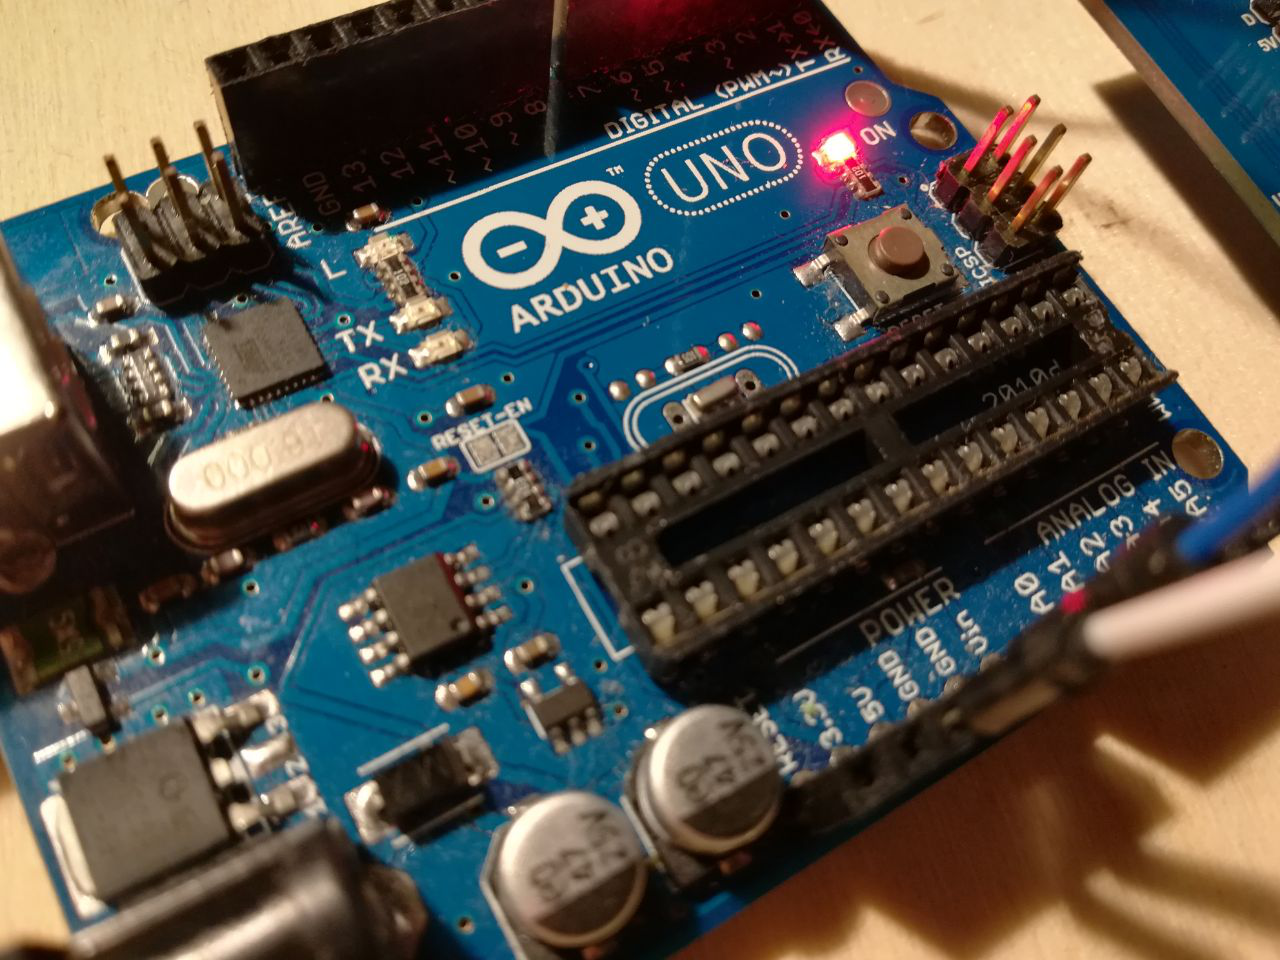 DIGITAL (PWM~)
TX
RX
GND
13
12
~11
~10
~9
8
7
~6
~5
4
~3
2
AREF
L
TX
RX
ARDUINO
™
UNO
ON
ICSP
RESET
RESET-EN
ANALOG IN
A0
A1
A2
A3
A4
A5
POWER
3.3V
5V
GND
GND
Vin